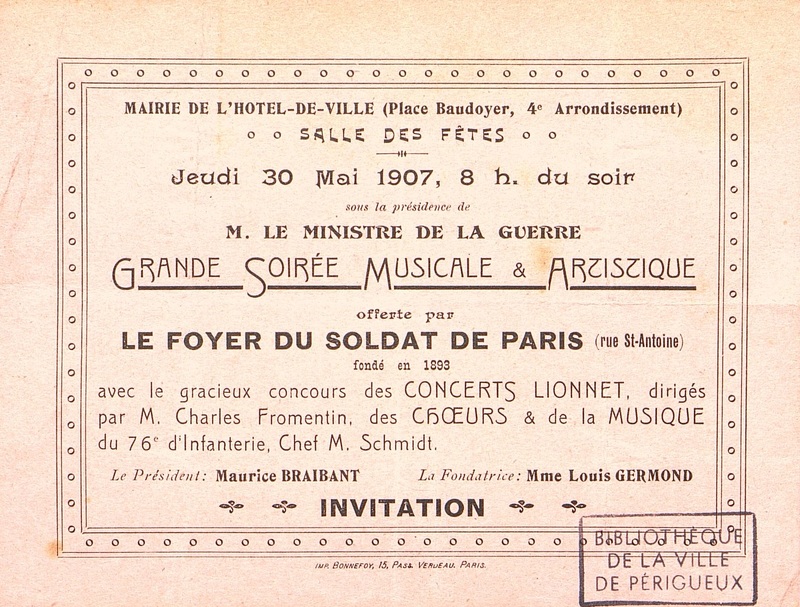 MAIRIE DE L'HOTEL-DE-VILLE (Place Baudoyer, 4e Arrondissement)
SALLE DES FÊTES
Jeudi 30 Mai 1907, 8 h. du soir
sous la présidence de
M. LE MINISTRE DE LA GUERRE
GRANDE SOIRÉE MUSICALE & ARTISTIQUE
offerte par
LE FOYER DU SOLDAT DE PARIS (rue St-Antoine)
fondé en 1893
avec le gracieux concours des CONCERTS LIONNET, dirigés
par M. Charles Fromentin, des CHŒURS & de la MUSIQUE
du 76e d'Infanterie, Chef M. Schmidt.
Le Président: Maurice BRAIBANT La Fondatrice: Mme Louis GERMOND
INVITATION
IMP. BONNEFOY, 15, PASS. VERDEAU. PARIS.
BIBLIOTHÈQUE
DE LA VILLE
DE PÉRIGUEUX